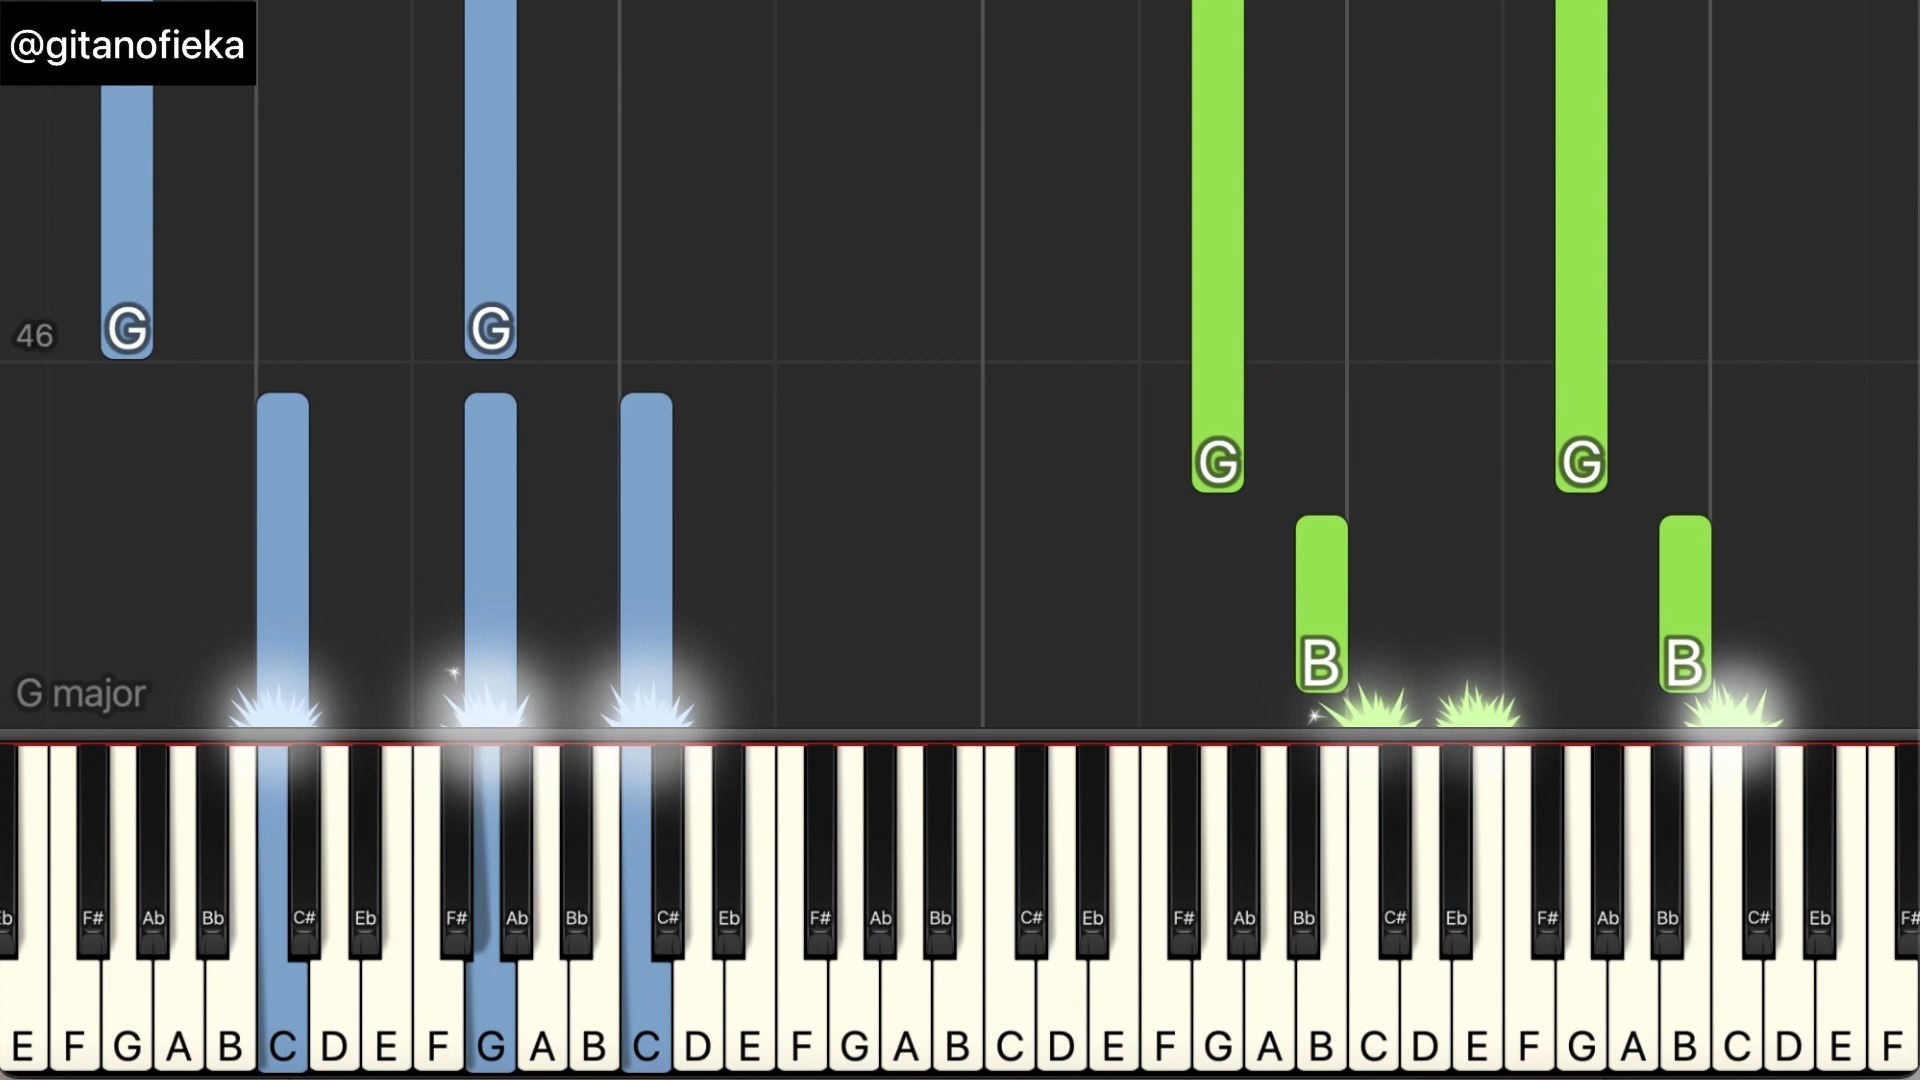 @gitanofieka
G G
46
G G
B B
G major
Eb F# Ab Bb C# Eb F# Ab Bb C# Eb F# Ab Bb C# Eb F# Ab Bb C# Eb F# Ab Bb C# Eb F#
E F G A B C D E F G A B C D E F G A B C D E F G A B C D E F G A B C D E F